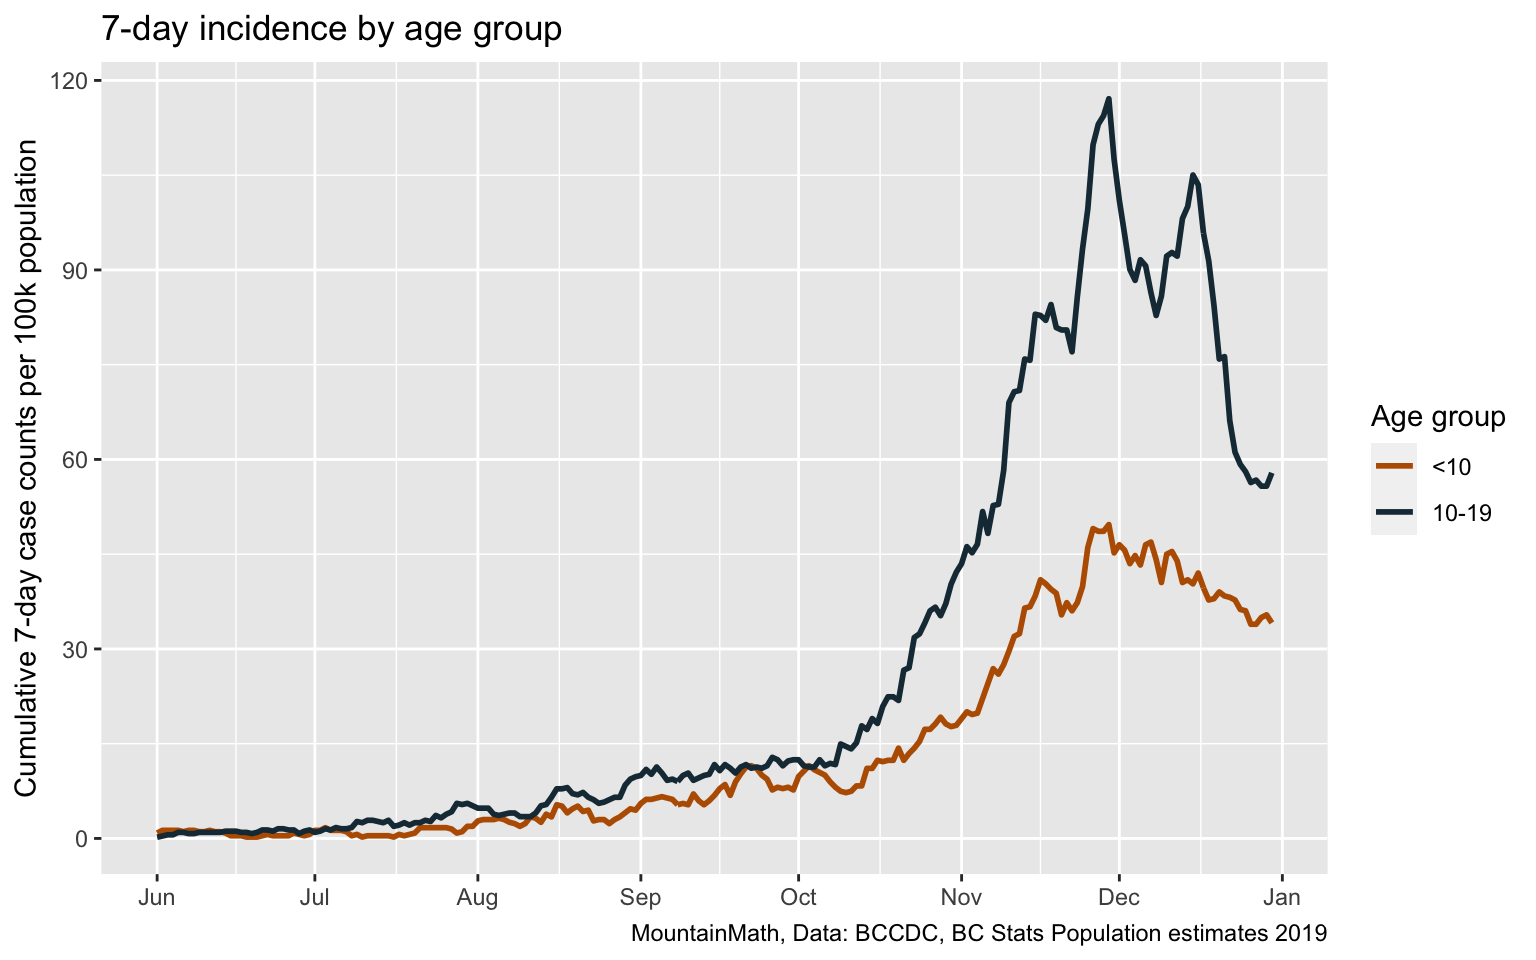 7-day incidence by age group
Cumulative 7-day case counts per 100k population
120
90
60
30
0
Jun Jul Aug Sep Oct Nov Dec Jan
Age group
<10
10-19
MountainMath, Data: BCCDC, BC Stats Population estimates 2019